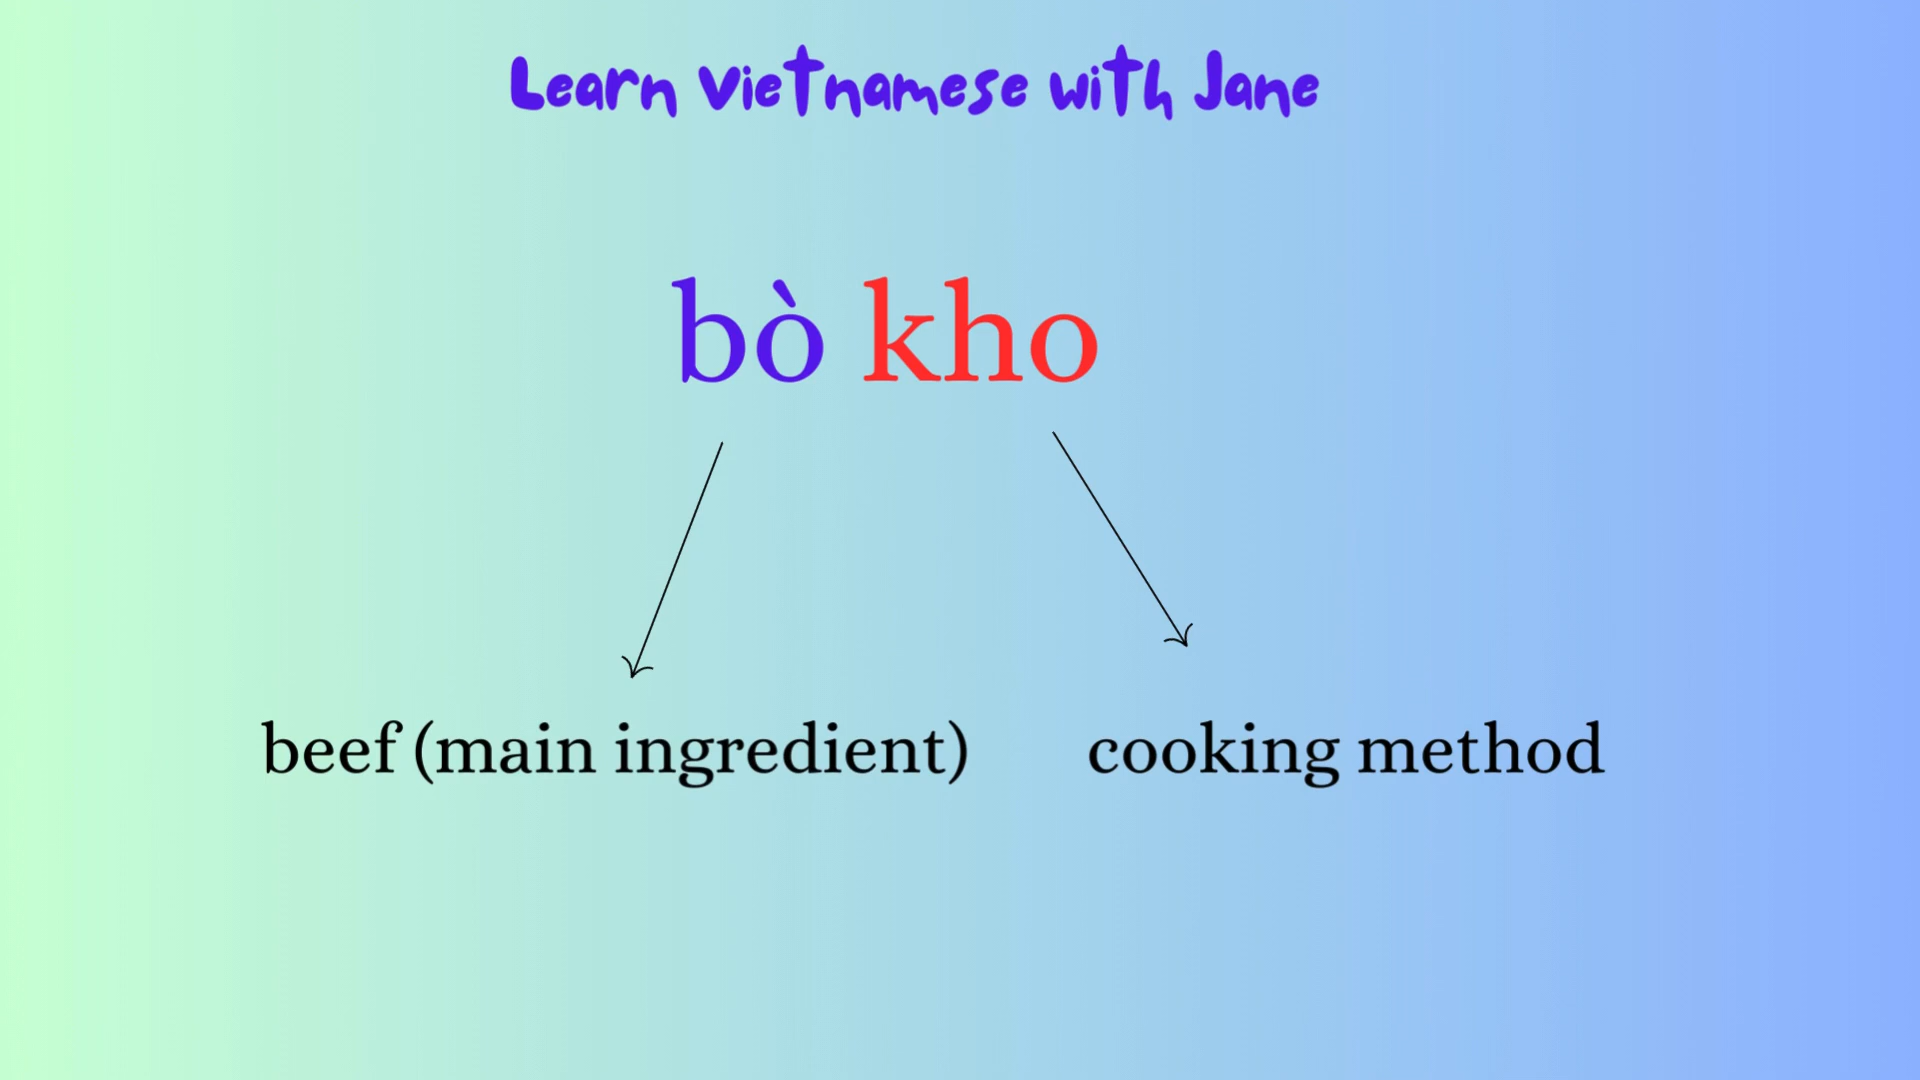 Learn Vietnamese with Jane
bò kho
beef (main ingredient) cooking method